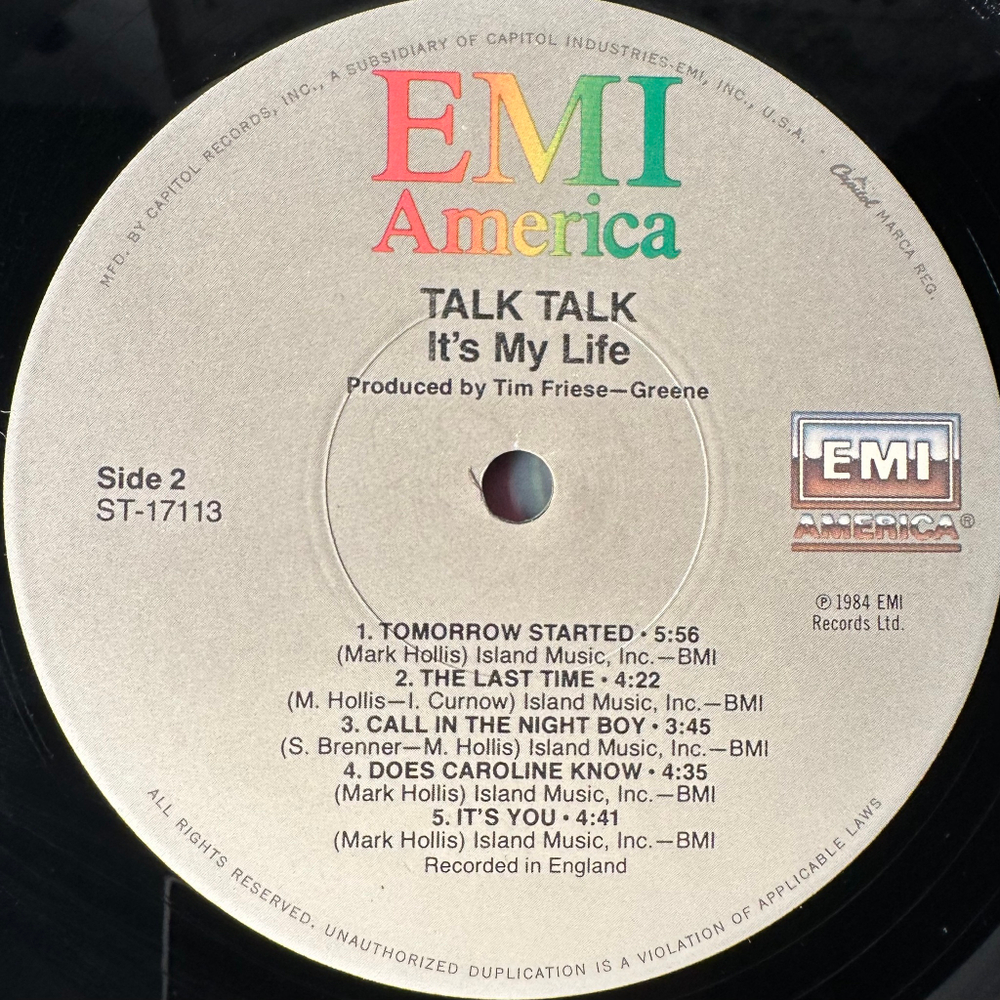 MFD. BY CAPITOL RECORDS, INC., A SUBSIDIARY OF CAPITOL INDUSTRIES-EMI, INC., U.S.A. · Capitol MARCA REG.
EMI
America
TALK TALK
It's My Life
Produced by Tim Friese—Greene
Side 2
ST-17113
EMI
AMERICA®
℗ 1984 EMI
Records Ltd.
1. TOMORROW STARTED • 5:56
(Mark Hollis) Island Music, Inc.—BMI
2. THE LAST TIME • 4:22
(M. Hollis—I. Curnow) Island Music, Inc.—BMI
3. CALL IN THE NIGHT BOY • 3:45
(S. Brenner—M. Hollis) Island Music, Inc.—BMI
4. DOES CAROLINE KNOW • 4:35
(Mark Hollis) Island Music, Inc.—BMI
5. IT'S YOU • 4:41
(Mark Hollis) Island Music, Inc.—BMI
Recorded in England
ALL RIGHTS RESERVED. UNAUTHORIZED DUPLICATION IS A VIOLATION OF APPLICABLE LAWS